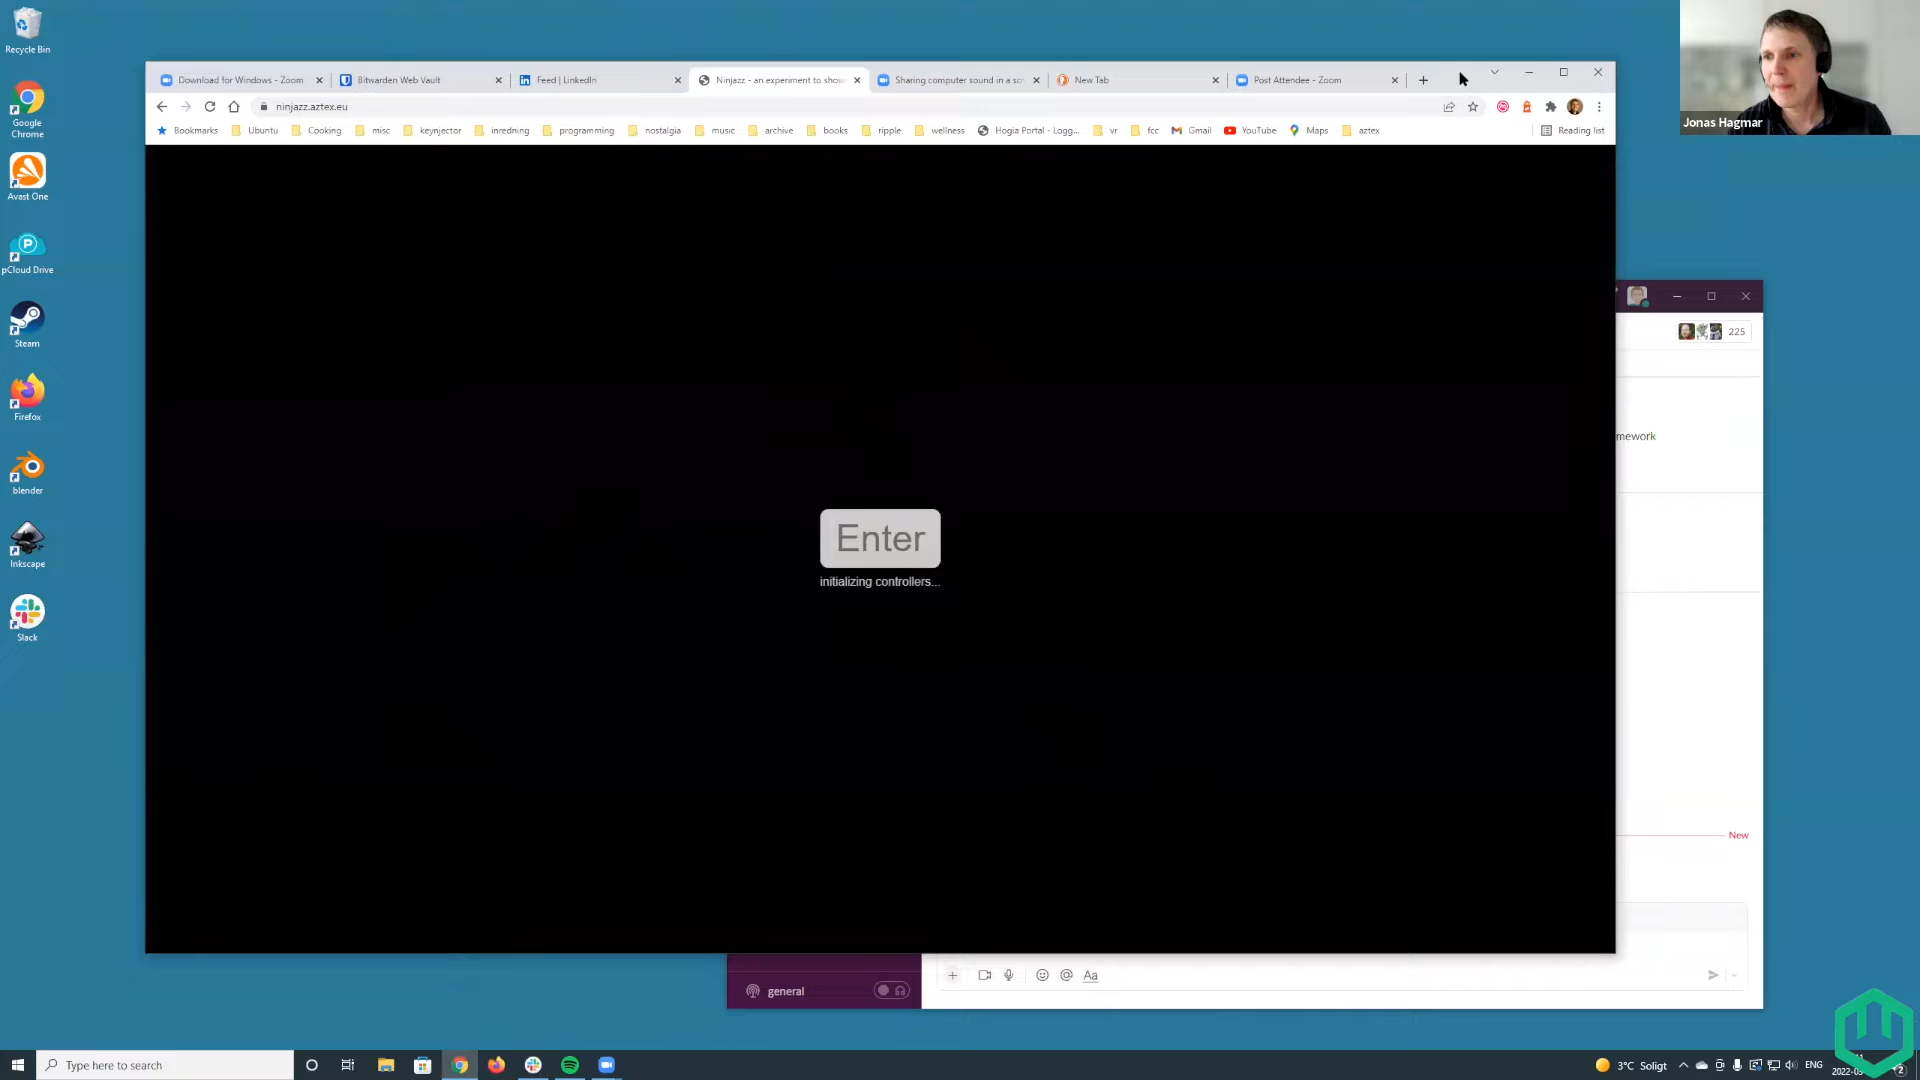 Recycle Bin
Google
Chrome
Avast One
pCloud Drive
Steam
Firefox
blender
Inkscape
Slack
Download for Windows - Zoom
Bitwarden Web Vault
Feed | LinkedIn
Ninjazz - an experiment to show
Sharing computer sound in a sc
New Tab
Post Attendee - Zoom
ninjazz.aztex.eu
Bookmarks
Ubuntu
Cooking
misc
keynjector
inredning
programming
nostalgia
music
archive
books
ripple
wellness
Hogia Portal - Logg...
vr
fcc
Gmail
YouTube
Maps
aztex
Reading list
Jonas Hagmar
225
mework
Enter
initializing controllers...
New
general
Aa
Type here to search
3°C Soligt
ENG
2